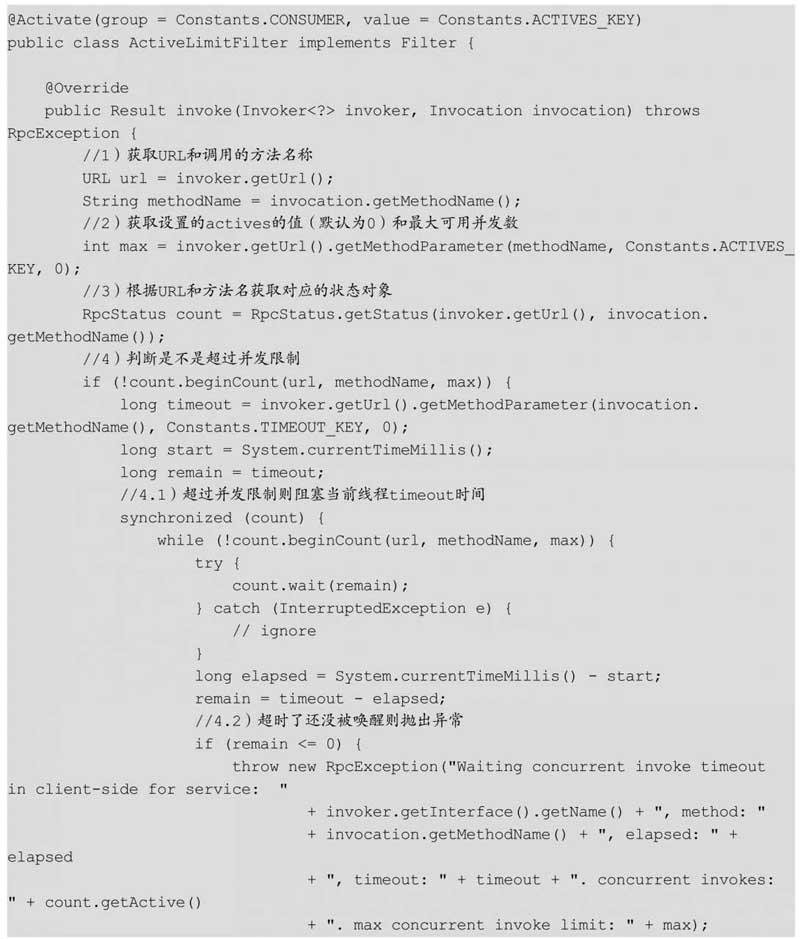 @Activate(group = Constants.CONSUMER, value = Constants.ACTIVES_KEY)
public class ActiveLimitFilter implements Filter {
@Override
public Result invoke(Invoker<?> invoker, Invocation invocation) throws
RpcException {
//1）获取URL和调用的方法名称
URL url = invoker.getUrl();
String methodName = invocation.getMethodName();
//2）获取设置的actives的值（默认为0）和最大可用并发数
int max = invoker.getUrl().getMethodParameter(methodName, Constants.ACTIVES_
KEY, 0);
//3）根据URL和方法名获取对应的状态对象
RpcStatus count = RpcStatus.getStatus(invoker.getUrl(), invocation.
getMethodName());
//4）判断是不是超过并发限制
if (!count.beginCount(url, methodName, max)) {
long timeout = invoker.getUrl().getMethodParameter(invocation.
getMethodName(), Constants.TIMEOUT_KEY, 0);
long start = System.currentTimeMillis();
long remain = timeout;
//4.1）超过并发限制则阻塞当前线程timeout时间
synchronized (count) {
while (!count.beginCount(url, methodName, max)) {
try {
count.wait(remain);
} catch (InterruptedException e) {
// ignore
}
long elapsed = System.currentTimeMillis() - start;
remain = timeout - elapsed;
//4.2）超时了还没被唤醒则抛出异常
if (remain <= 0) {
throw new RpcException("Waiting concurrent invoke timeout
in client-side for service:  "
+ invoker.getInterface().getName() + ", method: "
+ invocation.getMethodName() + ", elapsed: " +
elapsed
+ ", timeout: " + timeout + ". concurrent invokes:
" + count.getActive()
+ ". max concurrent invoke limit: " + max);